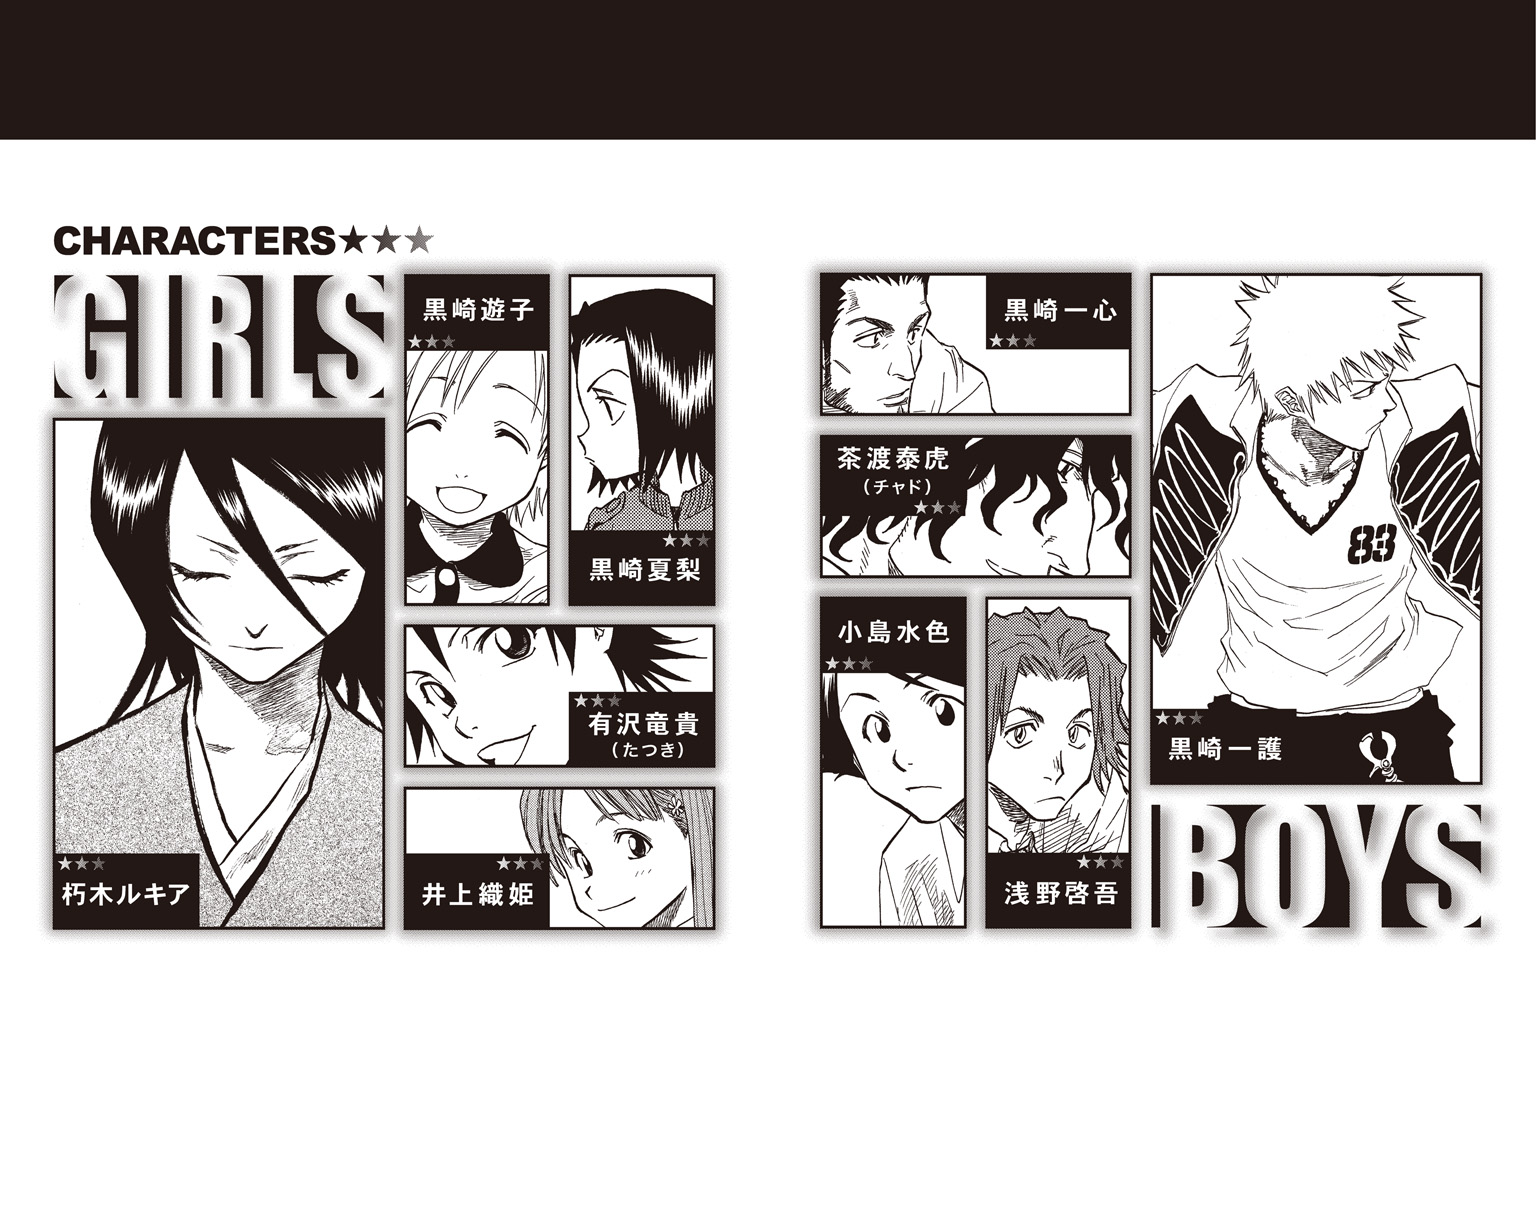 CHARACTERS★★★
GIRLS
黒崎遊子
★★★
★★★
黒崎夏梨
★★★
有沢竜貴
（たつき）
★★★
朽木ルキア
★★★
井上織姫
黒崎一心
★★★
茶渡泰虎
（チャド）
★★★
小島水色
★★★
★★★
浅野啓吾
83
★★★
黒崎一護
BOYS